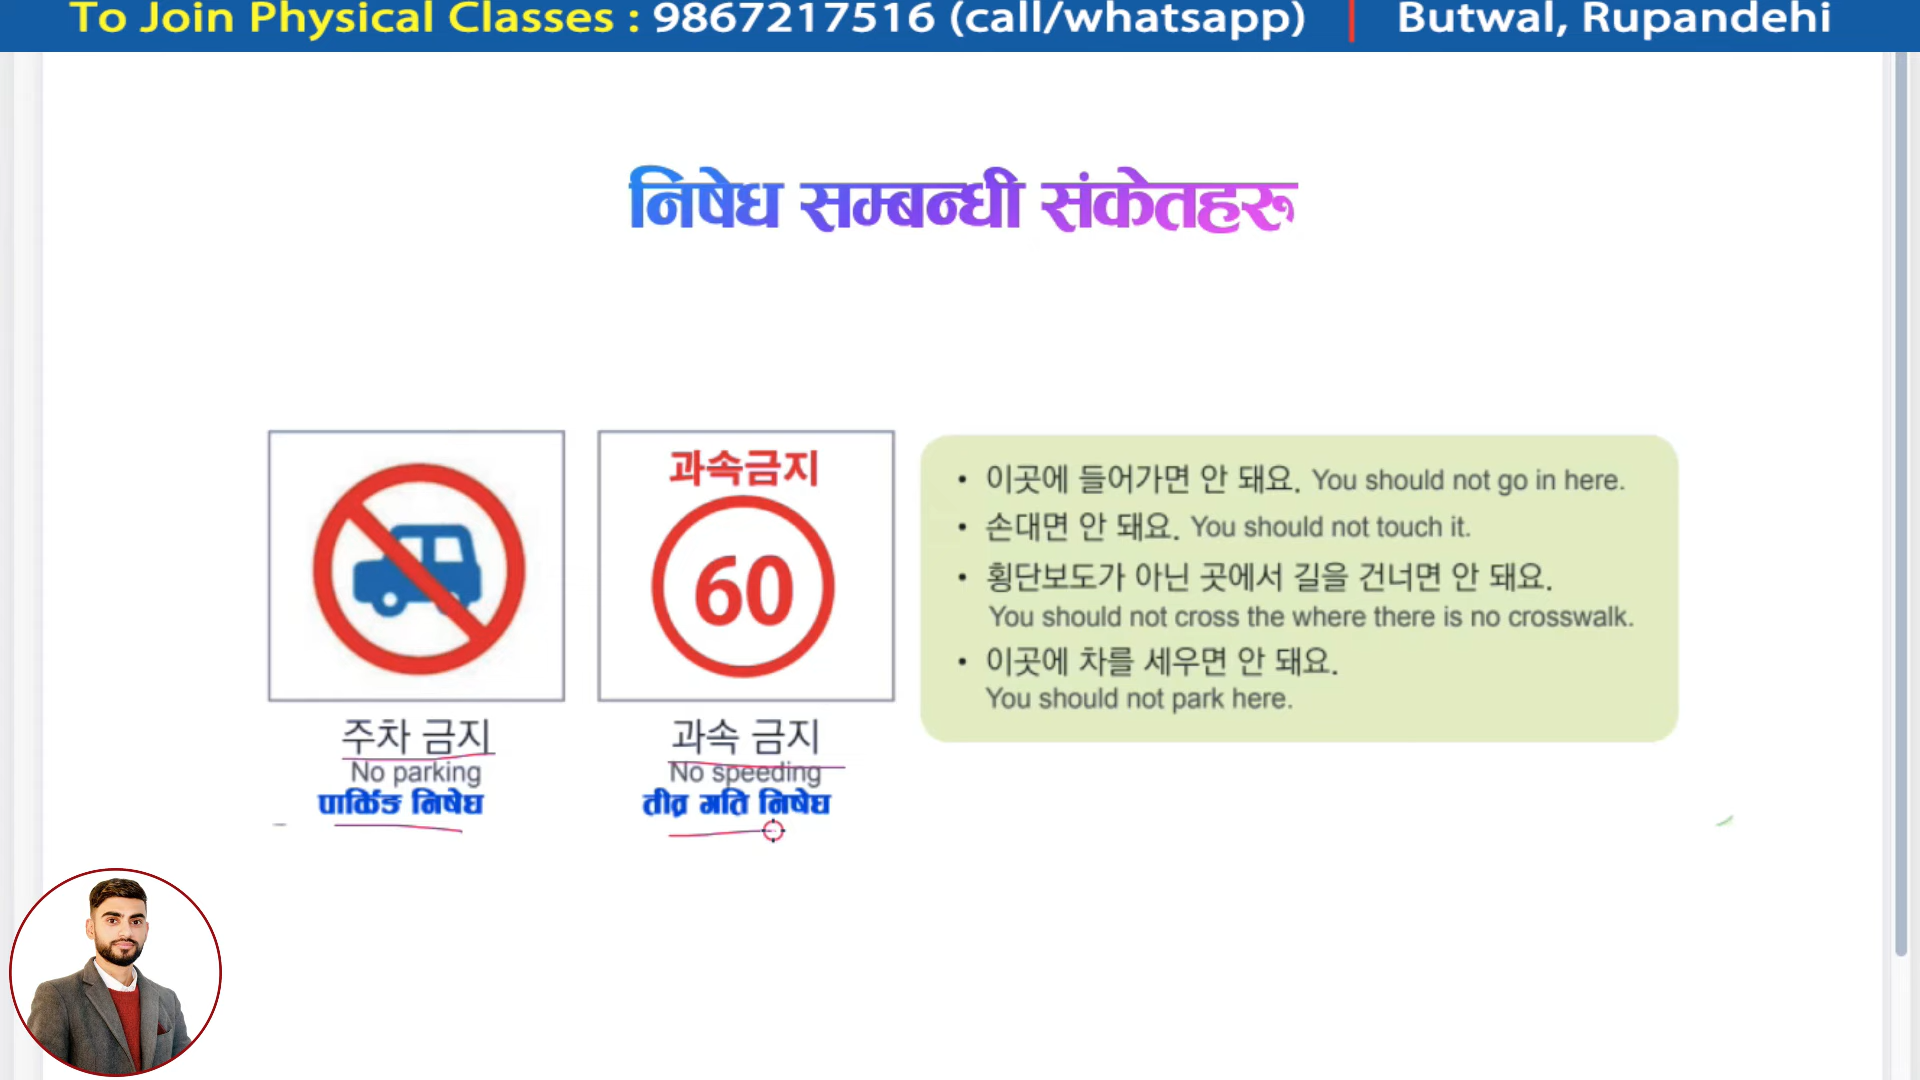 To Join Physical Classes : 9867217516 (call/whatsapp) | Butwal, Rupandehi
निषेध सम्बन्धी संकेतहरू
과속금지
60
주차 금지
No parking
पार्किङ निषेध
과속 금지
No speeding
तीव्र गति निषेध
• 이곳에 들어가면 안 돼요. You should not go in here.
• 손대면 안 돼요. You should not touch it.
• 횡단보도가 아닌 곳에서 길을 건너면 안 돼요.
You should not cross the where there is no crosswalk.
• 이곳에 차를 세우면 안 돼요.
You should not park here.